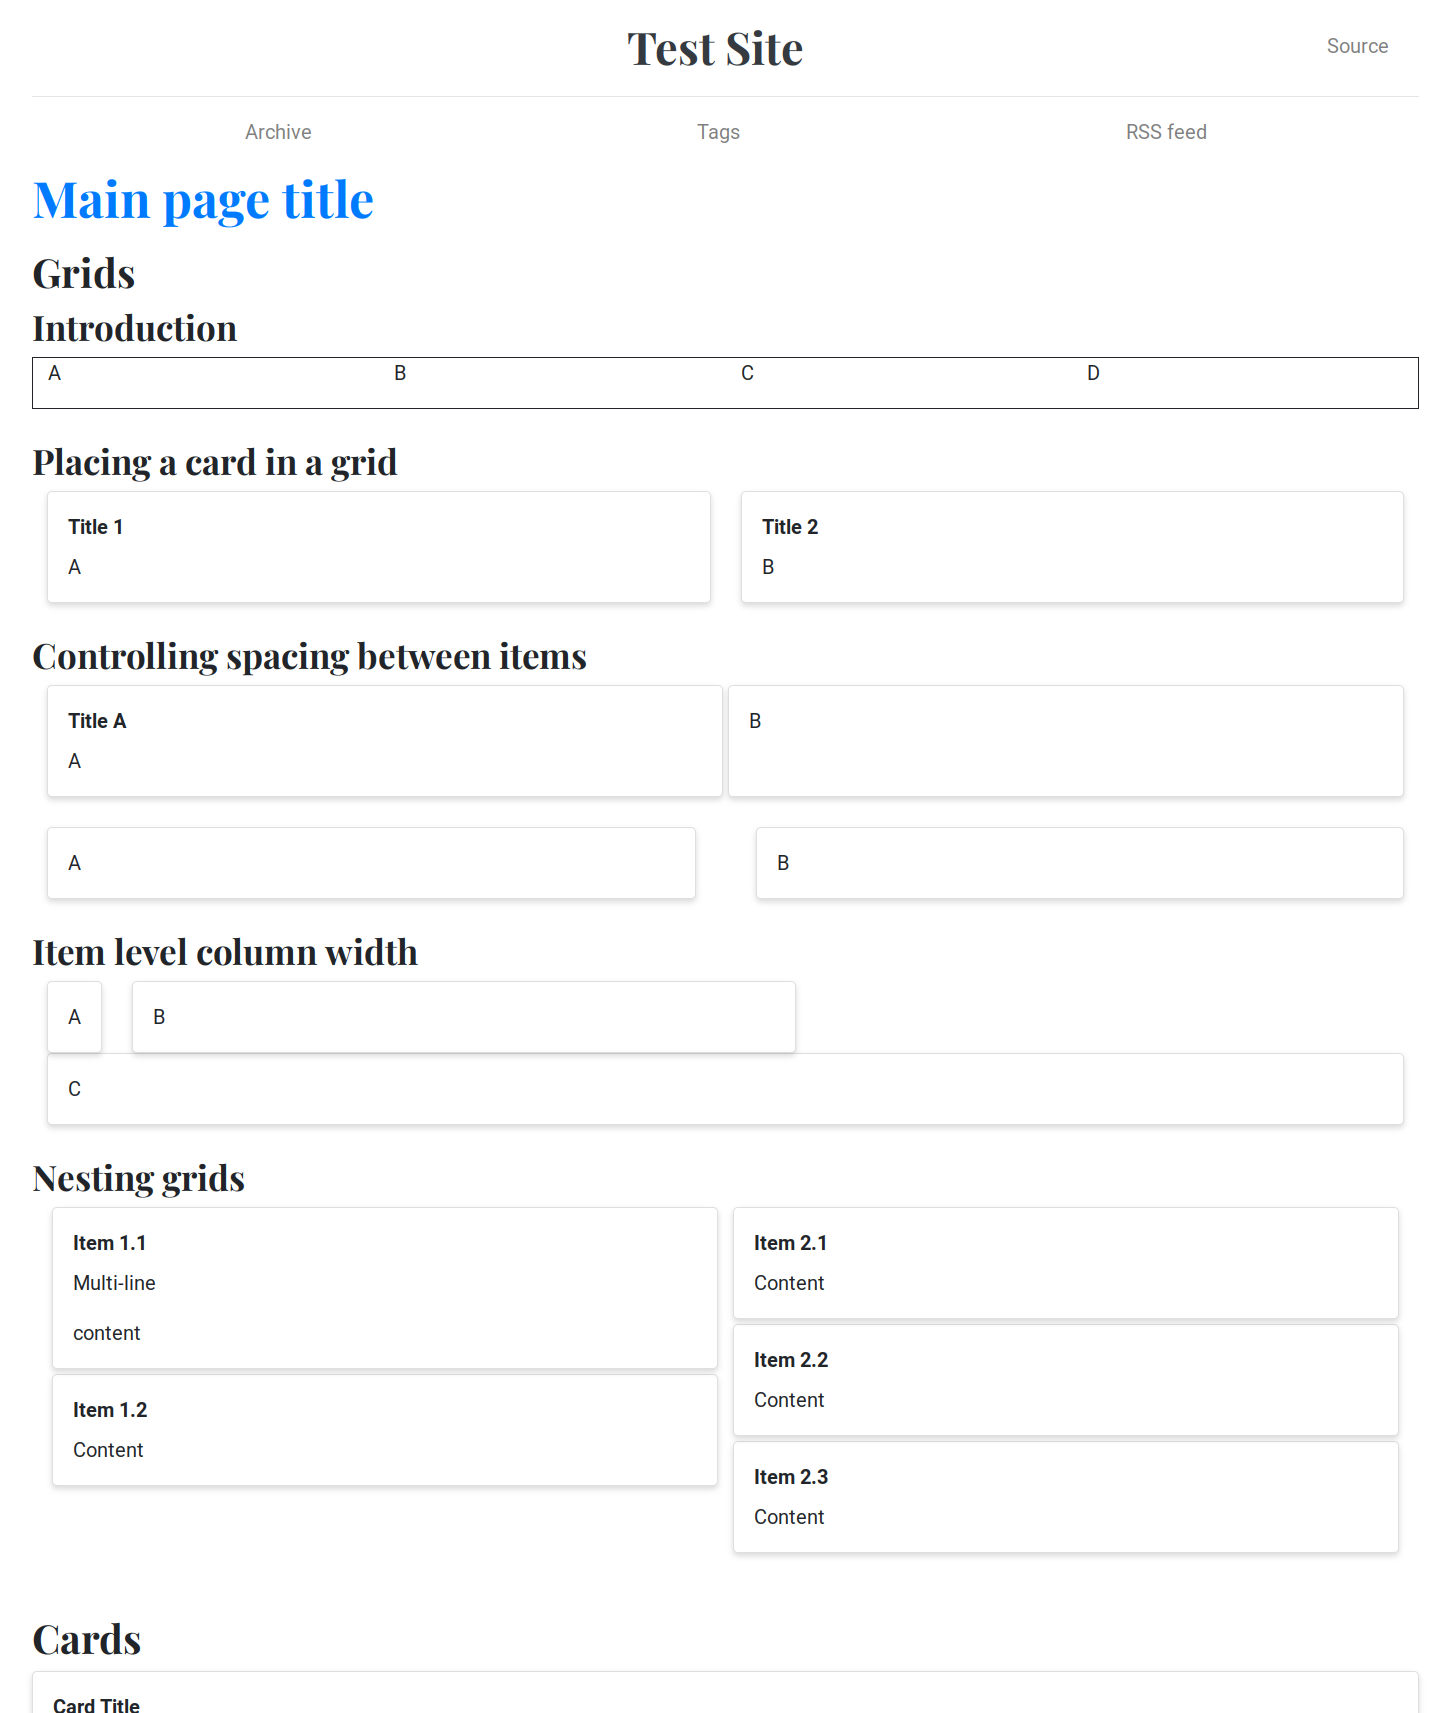 Test Site
Source
Archive
Tags
RSS feed
Main page title
Grids
Introduction
A
B
C
D
Placing a card in a grid
Title 1
A
Title 2
B
Controlling spacing between items
Title A
A
B
A
B
Item level column width
A
B
C
Nesting grids
Item 1.1
Multi-line
content
Item 1.2
Content
Item 2.1
Content
Item 2.2
Content
Item 2.3
Content
Cards
Card Title